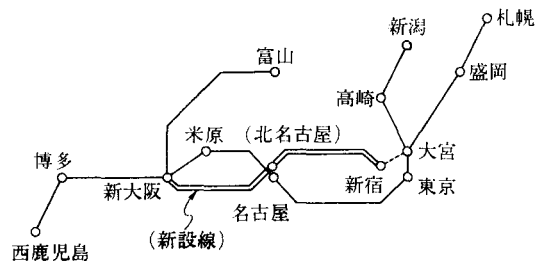 札幌
新潟
富山
盛岡
高崎
米原
(北名古屋)
大宮
博多
新大阪
新宿
東京
名古屋
(新設線)
西鹿児島